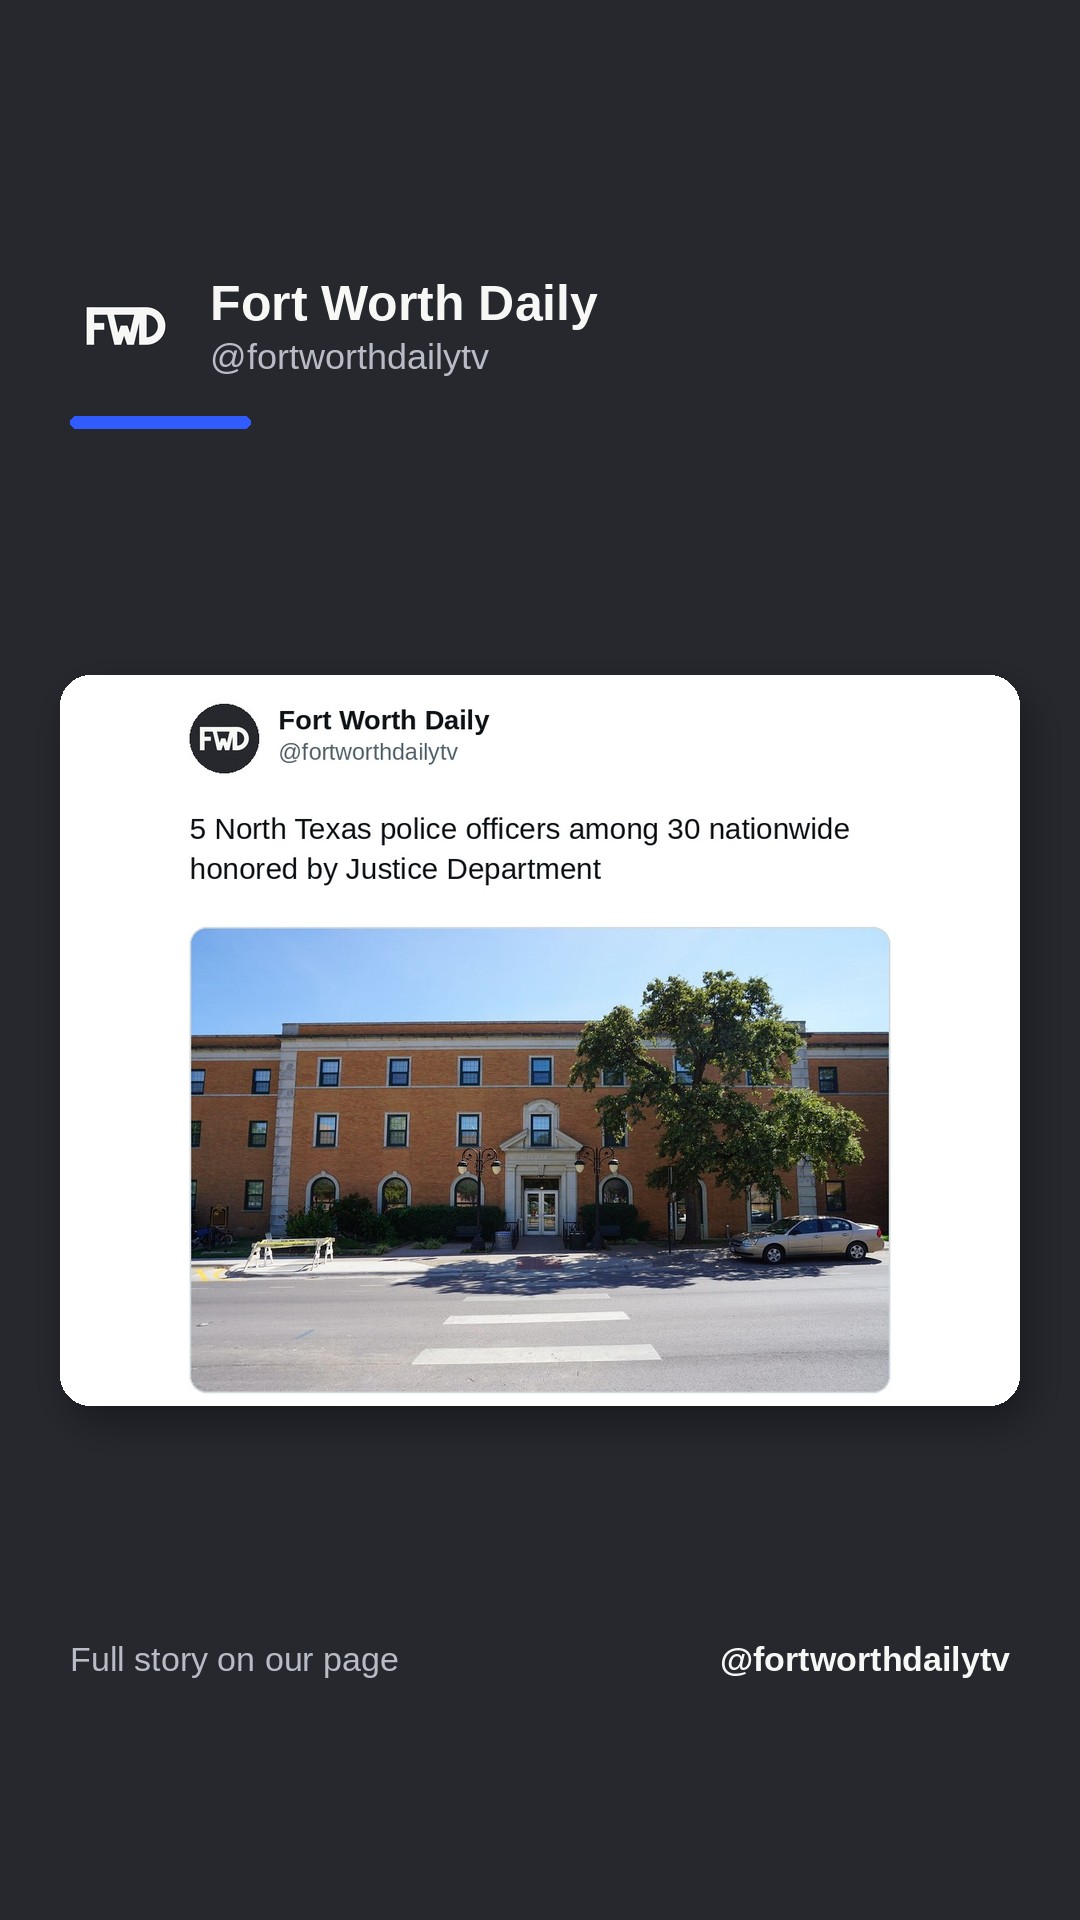 FWD
Fort Worth Daily
@fortworthdailytv
FWD
Fort Worth Daily
@fortworthdailytv
5 North Texas police officers among 30 nationwide
honored by Justice Department
Full story on our page
@fortworthdailytv